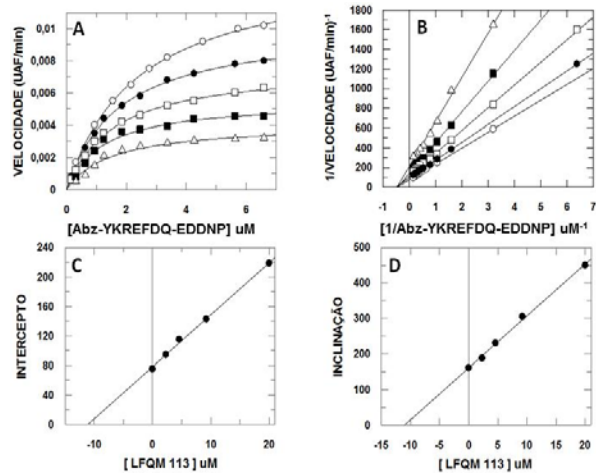 A
VELOCIDADE (UAF/min)
0,01
0,008
0,006
0,004
0,002
0
0 2 4 6
[Abz-YKREFDQ-EDDNP] uM
B
1/VELOCIDADE (UAF/min)⁻¹
1800
1600
1400
1200
1000
800
600
400
200
0
-1 0 1 2 3 4 5 6 7
[1/Abz-YKREFDQ-EDDNP] uM⁻¹
C
INTERCEPTO
240
200
160
120
80
40
0
-10 0 10 20
[ LFQM 113 ] uM
D
INCLINAÇÃO
500
400
300
200
100
0
-15 -10 -5 0 5 10 15 20
[ LFQM 113 ] uM